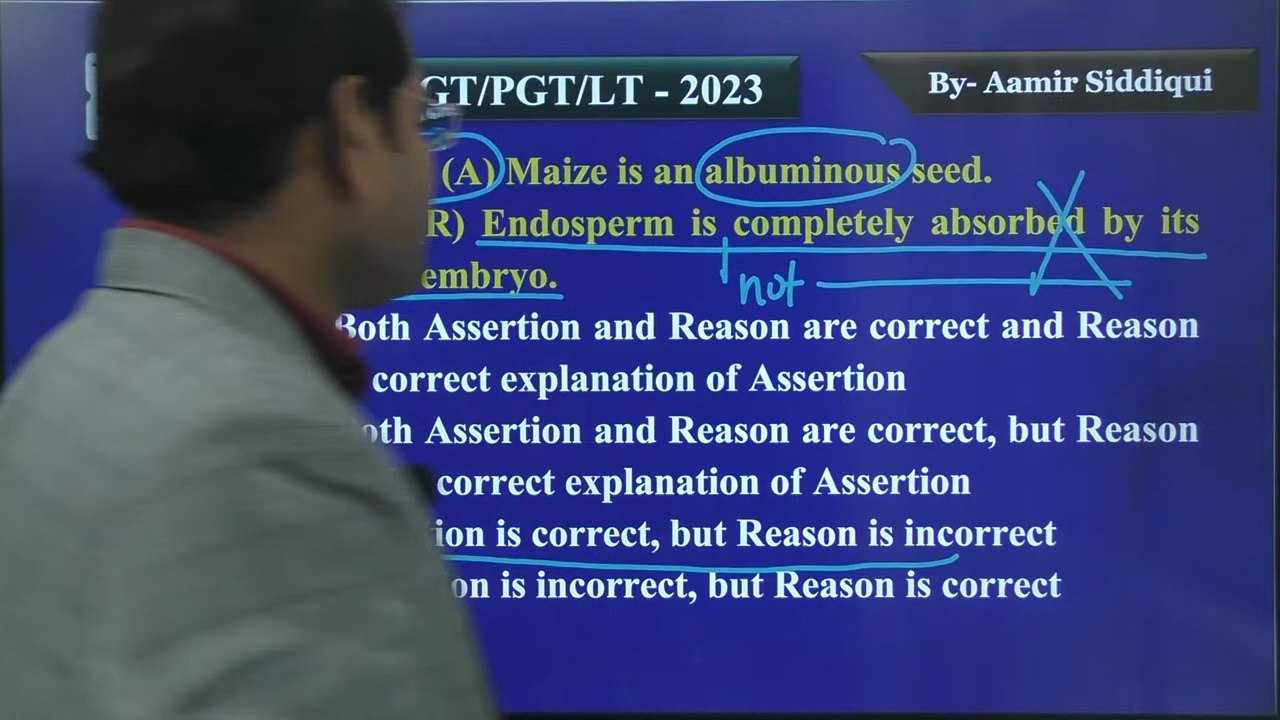 GT/PGT/LT - 2023
By- Aamir Siddiqui
(A) Maize is an albuminous seed.
R) Endosperm is completely absorbed by its
not
embryo.
Both Assertion and Reason are correct and Reason
correct explanation of Assertion
oth Assertion and Reason are correct, but Reason
correct explanation of Assertion
ion is correct, but Reason is incorrect
on is incorrect, but Reason is correct